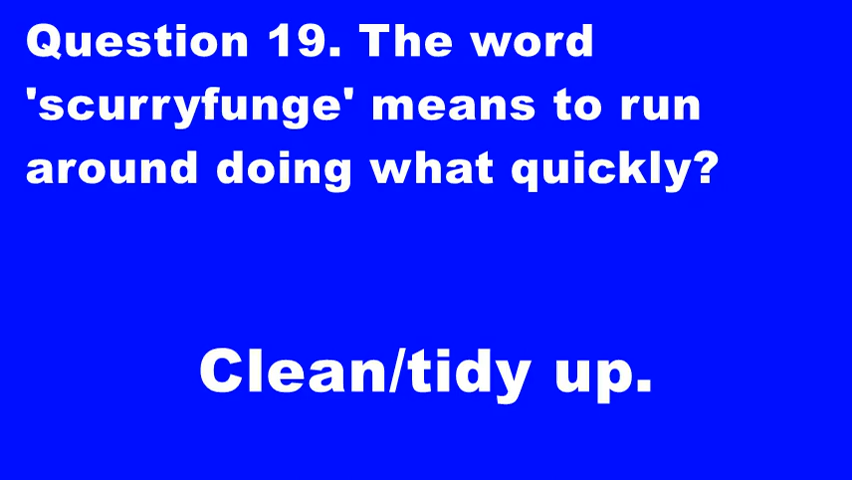 Question 19. The word
'scurryfunge' means to run
around doing what quickly?
Clean/tidy up.